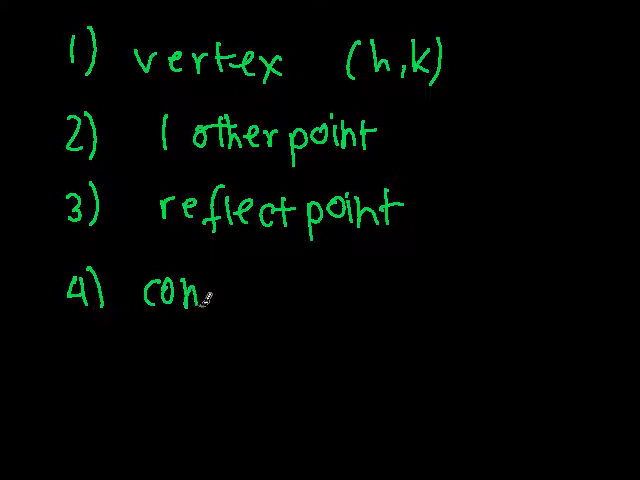 1) vertex (h,k)
2) 1 other point
3) reflect point
4) con